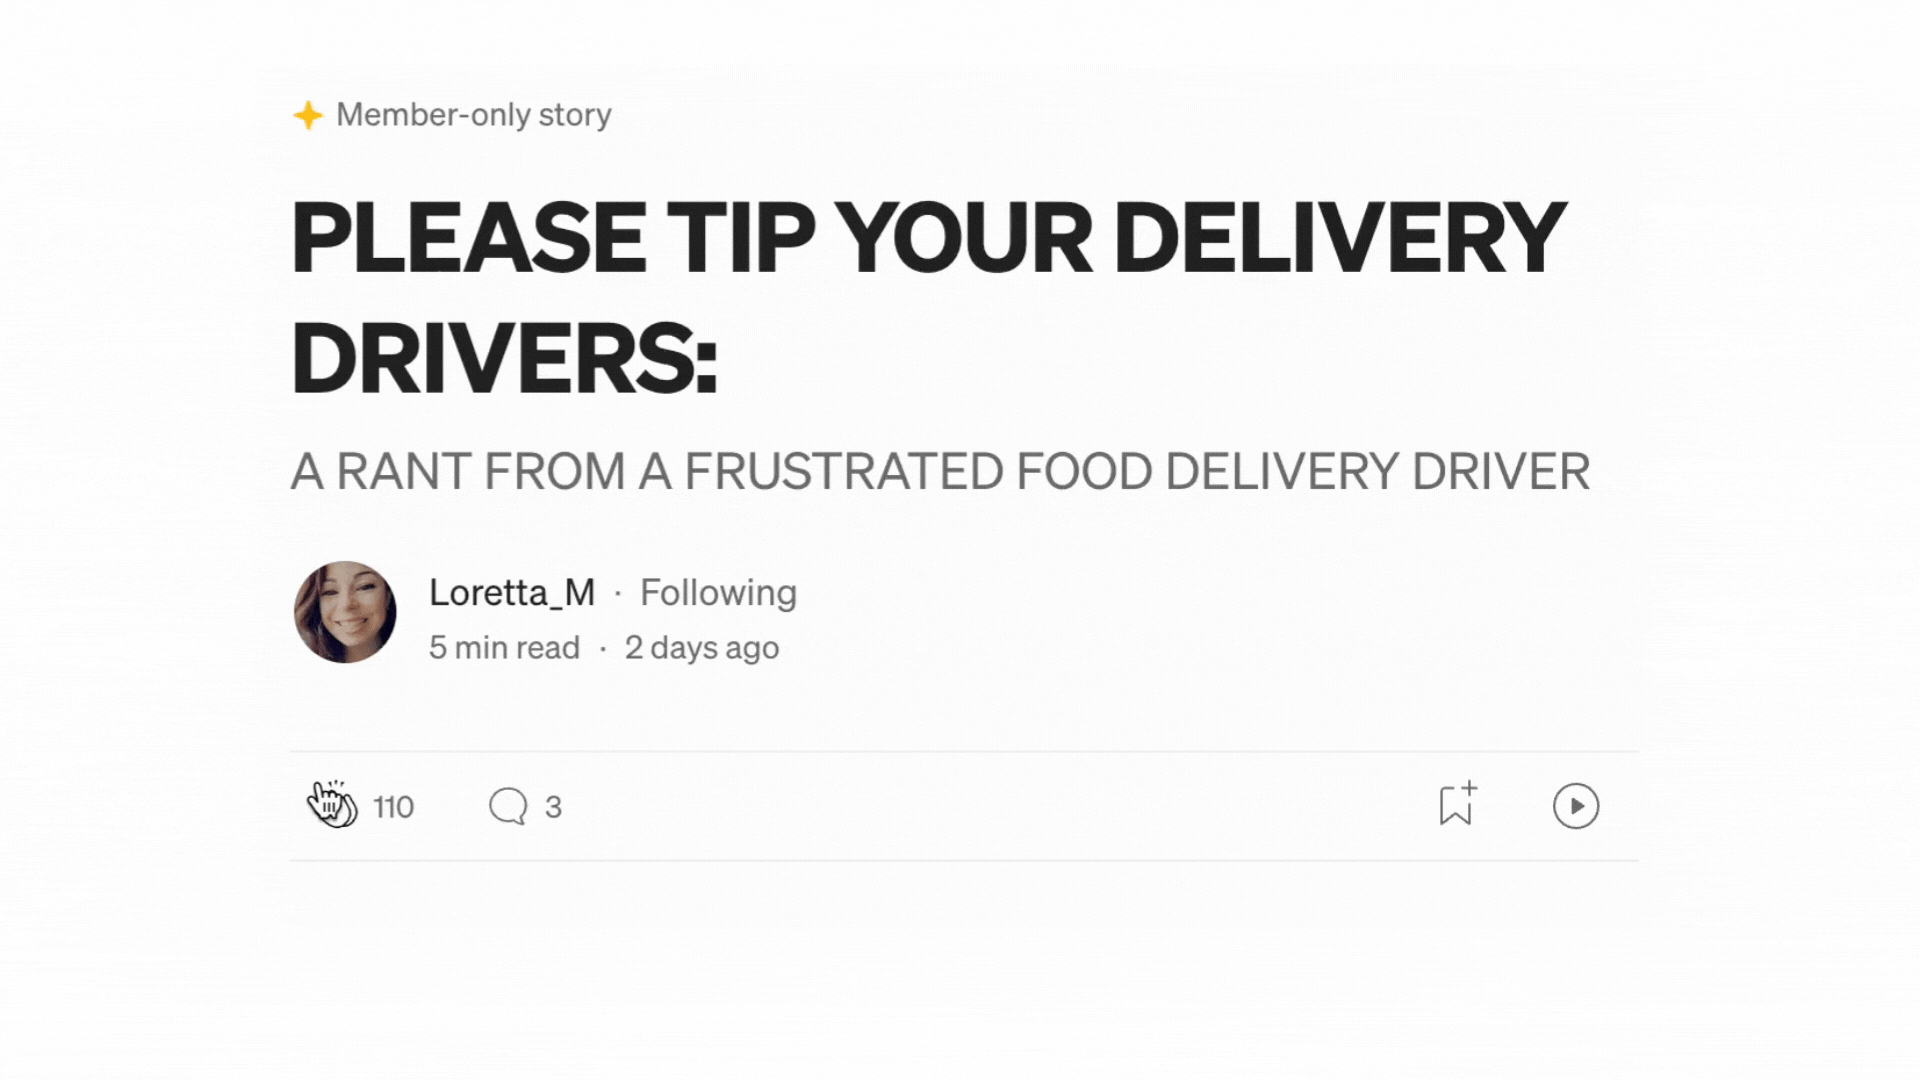 Member-only story
PLEASE TIP YOUR DELIVERY
DRIVERS:
A RANT FROM A FRUSTRATED FOOD DELIVERY DRIVER
Loretta_M · Following
5 min read · 2 days ago
110 3